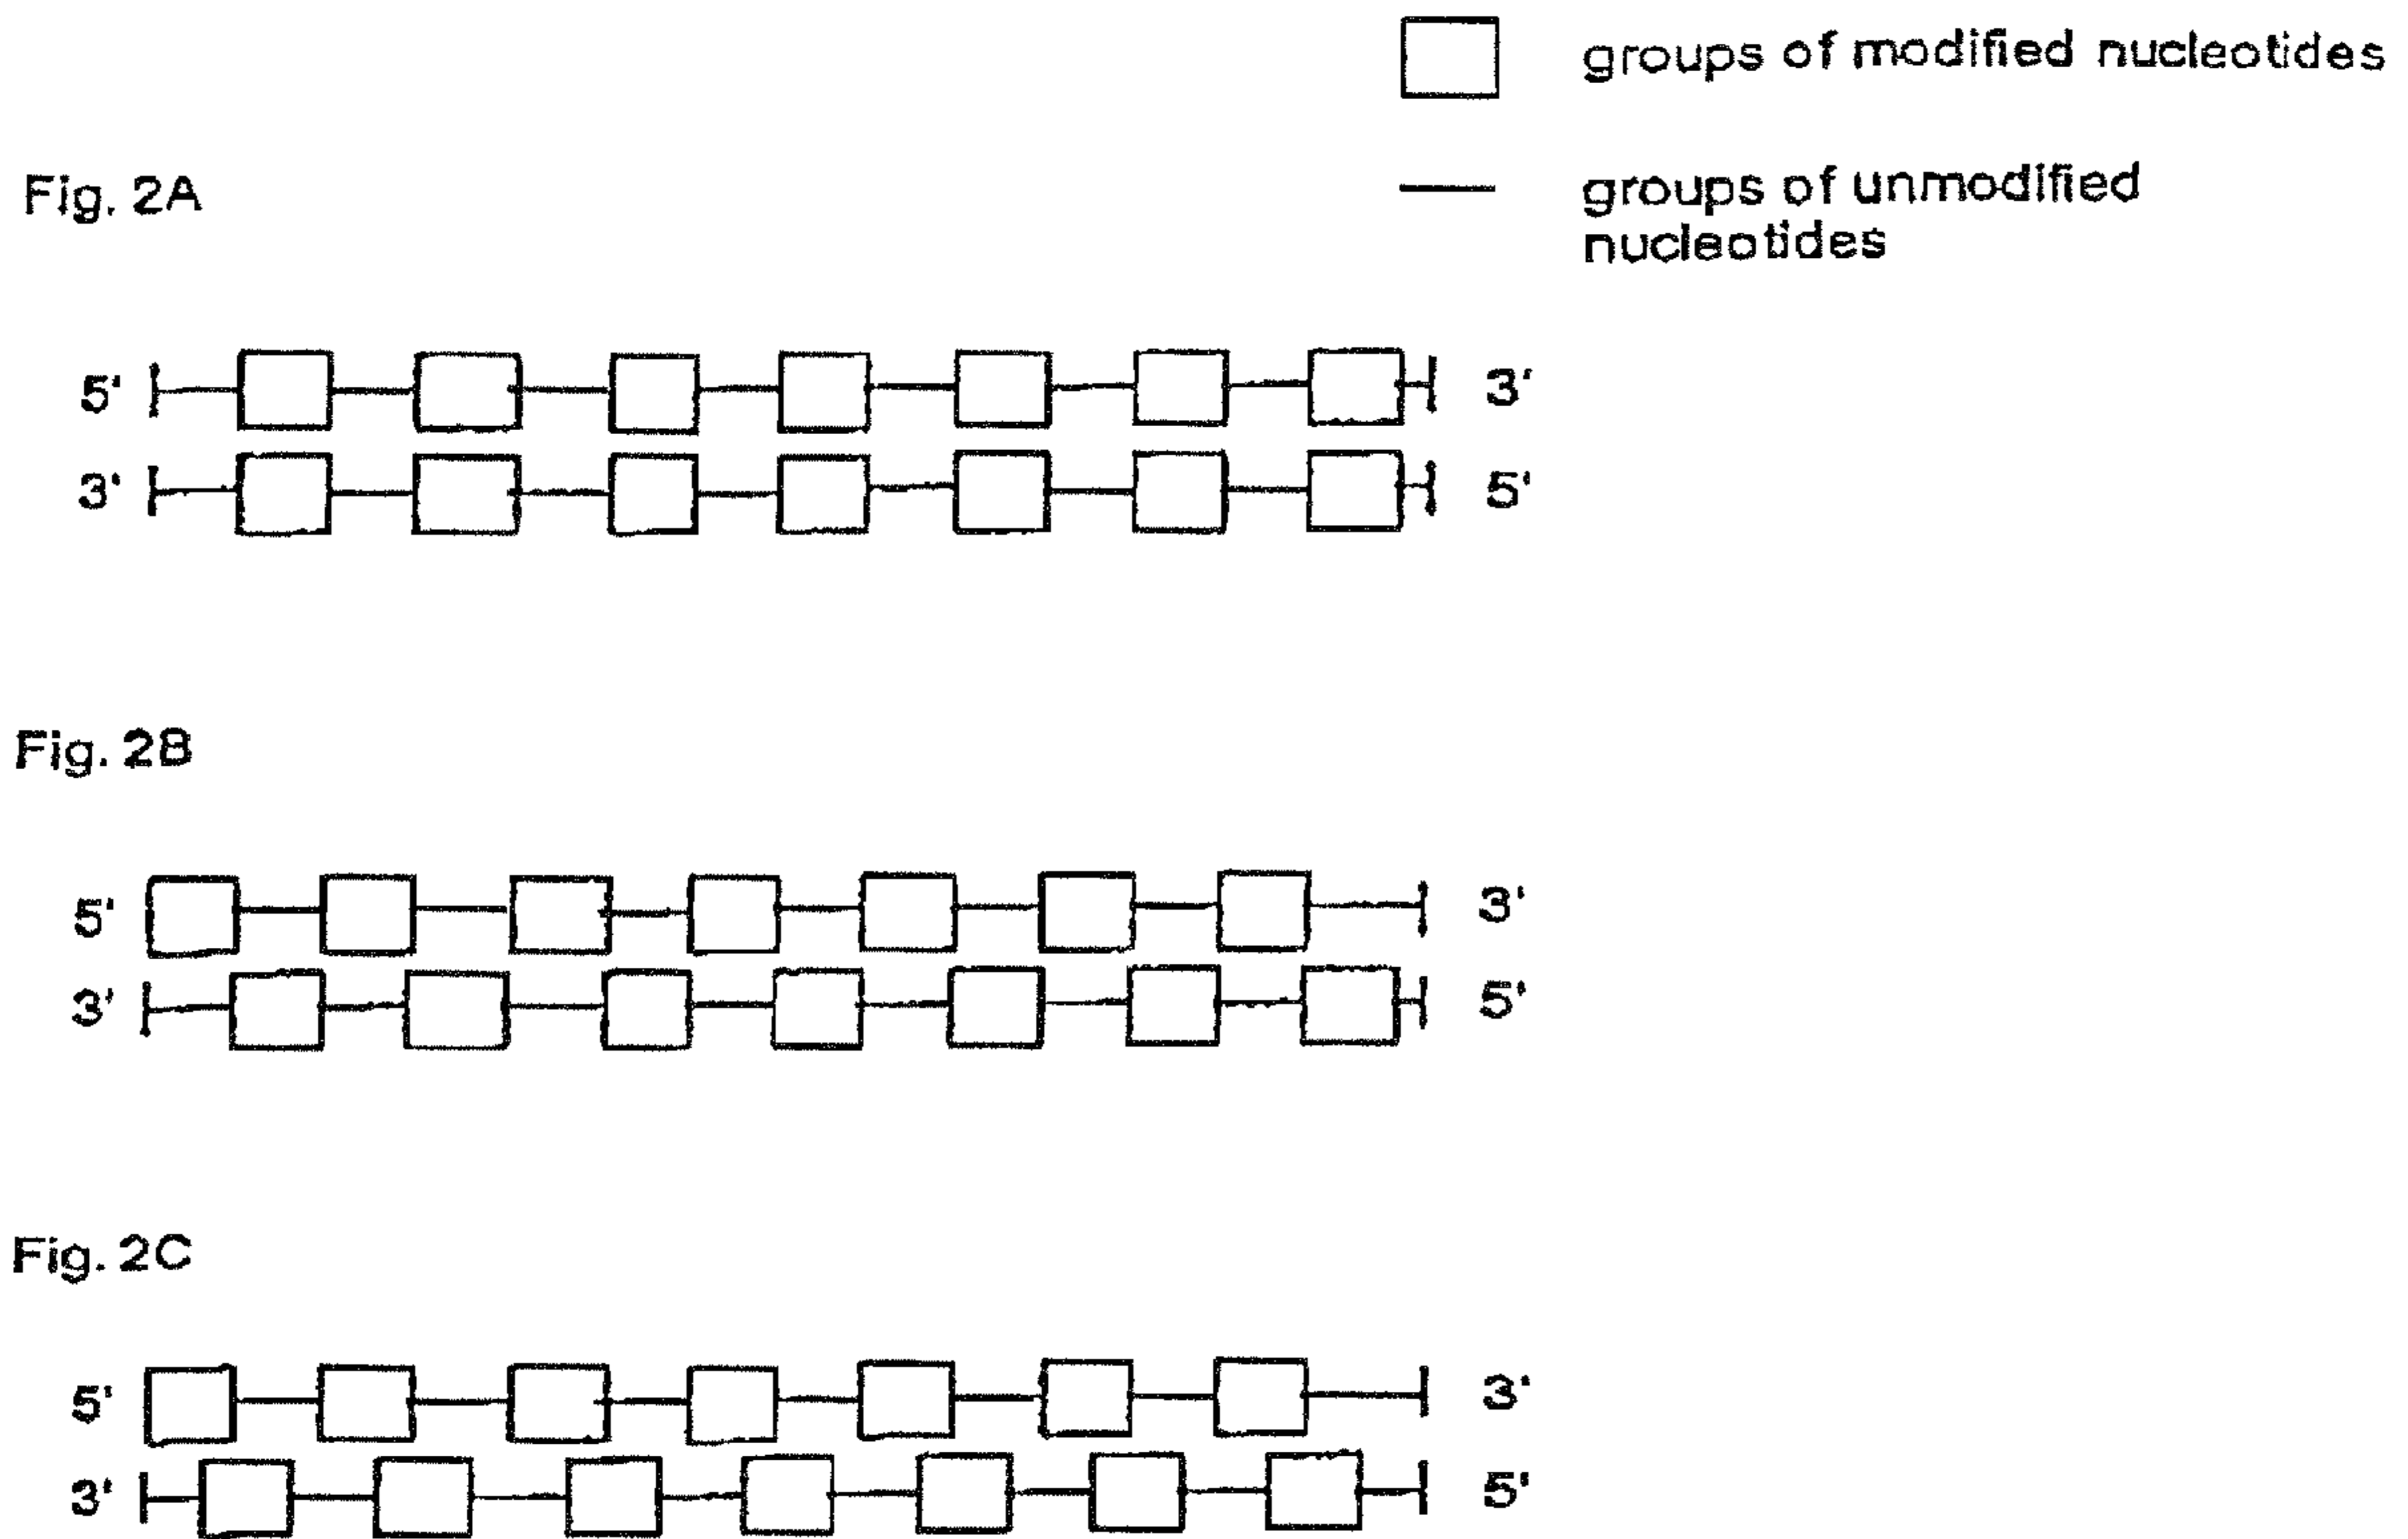 groups of modified nucleotides
Fig. 2A
groups of unmodified
nucleotides
5' 3'
3' 5'
Fig. 2B
5' 3'
3' 5'
Fig. 2C
5' 3'
3' 5'